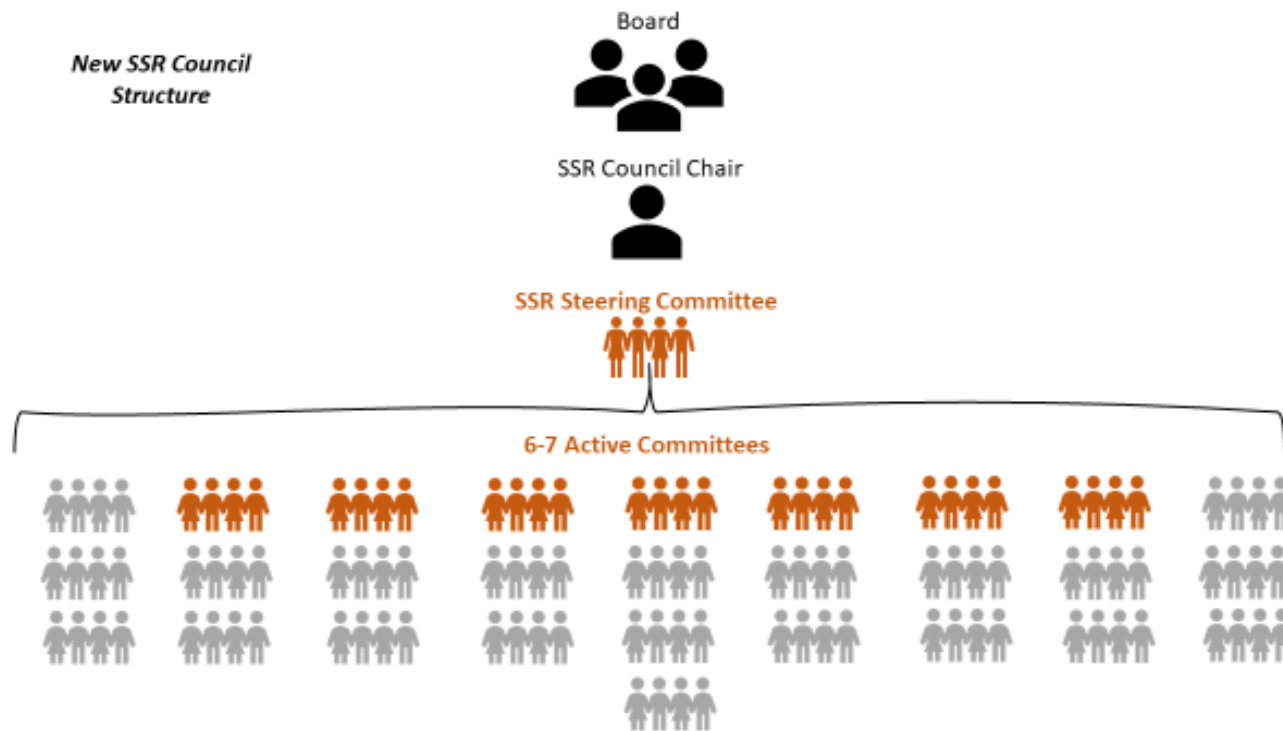 New SSR Council
Structure
Board
SSR Council Chair
SSR Steering Committee
6-7 Active Committees